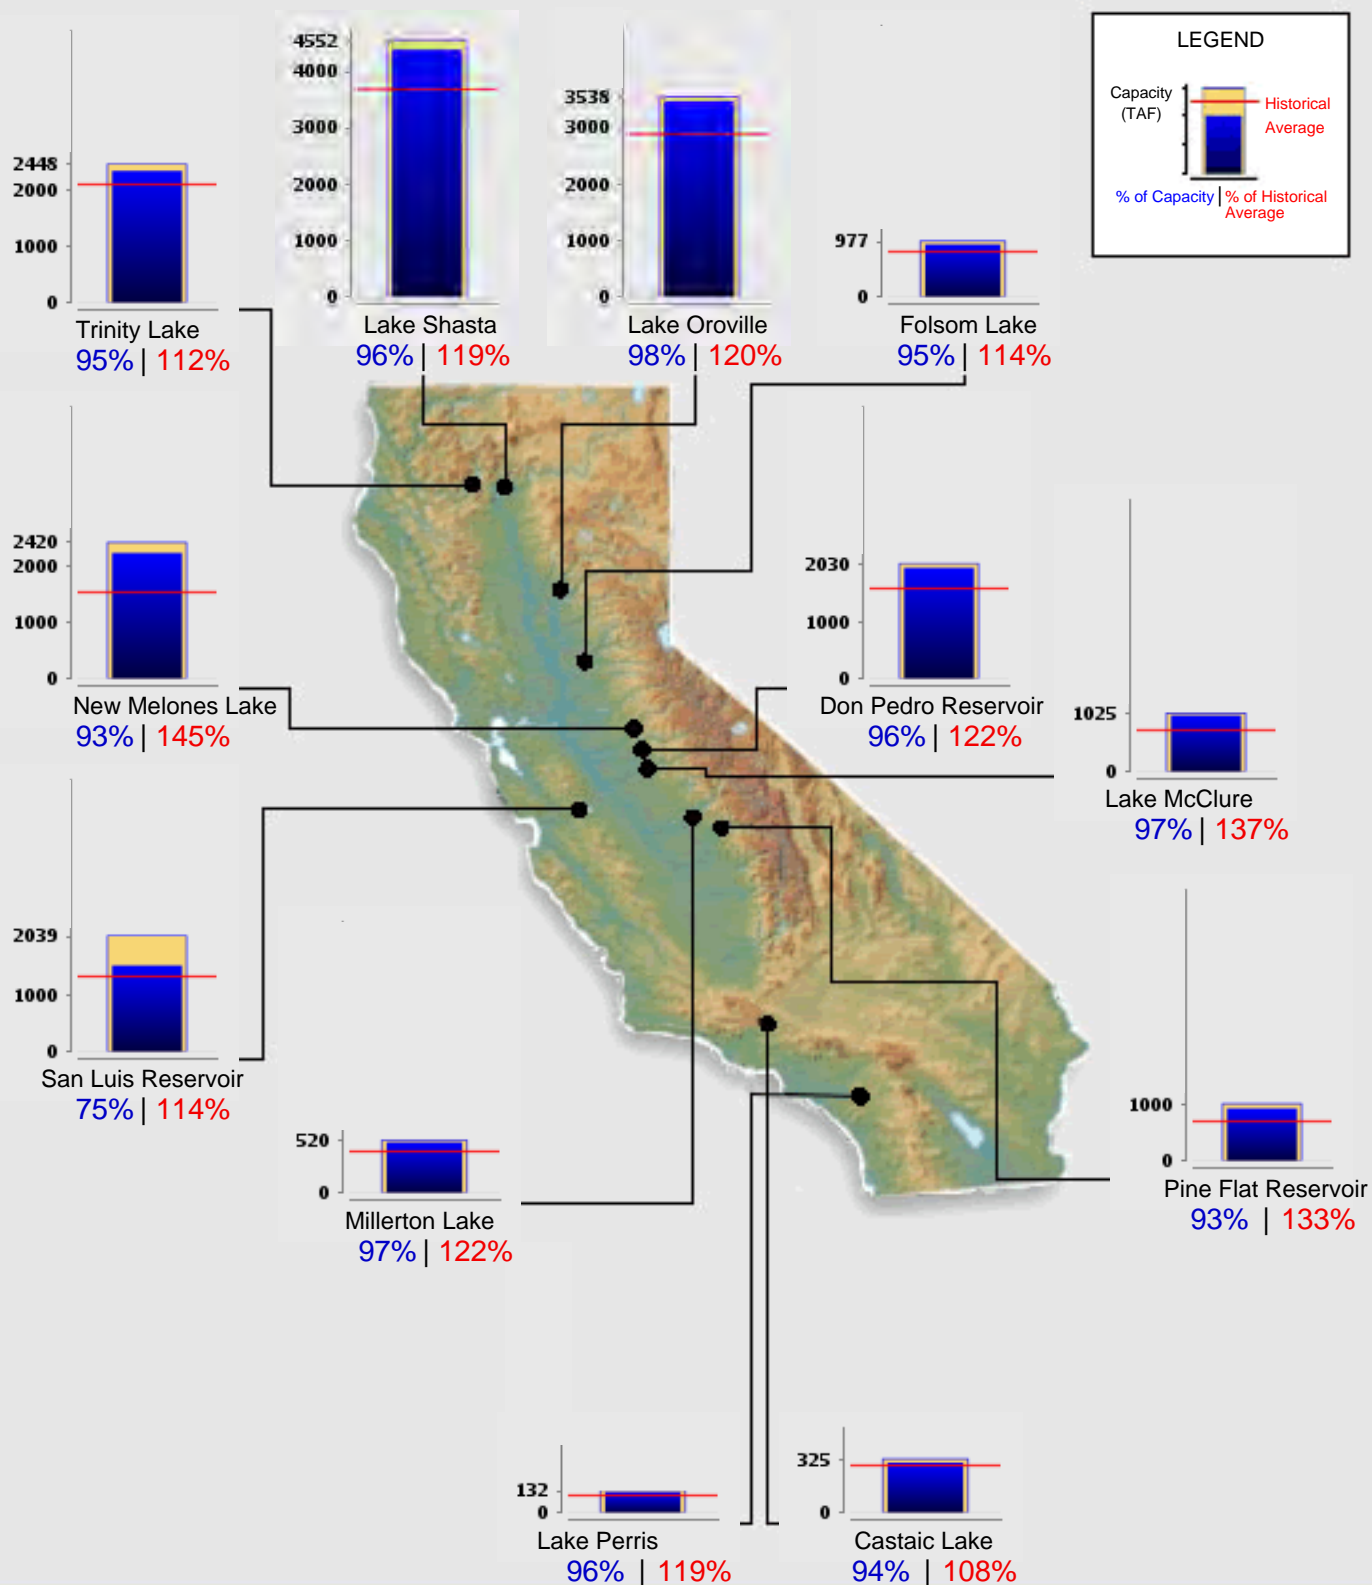 LEGEND
Capacity
(TAF)
Historical
Average
% of Capacity | % of Historical
Average
2448
2000
1000
0
Trinity Lake
95% | 112%
4552
4000
3000
2000
1000
0
Lake Shasta
96% | 119%
3538
3000
2000
1000
0
Lake Oroville
98% | 120%
977
0
Folsom Lake
95% | 114%
2420
2000
1000
0
New Melones Lake
93% | 145%
2030
1000
0
Don Pedro Reservoir
96% | 122%
1025
0
Lake McClure
97% | 137%
2039
1000
0
San Luis Reservoir
75% | 114%
520
0
Millerton Lake
97% | 122%
1000
0
Pine Flat Reservoir
93% | 133%
132
0
Lake Perris
96% | 119%
325
0
Castaic Lake
94% | 108%